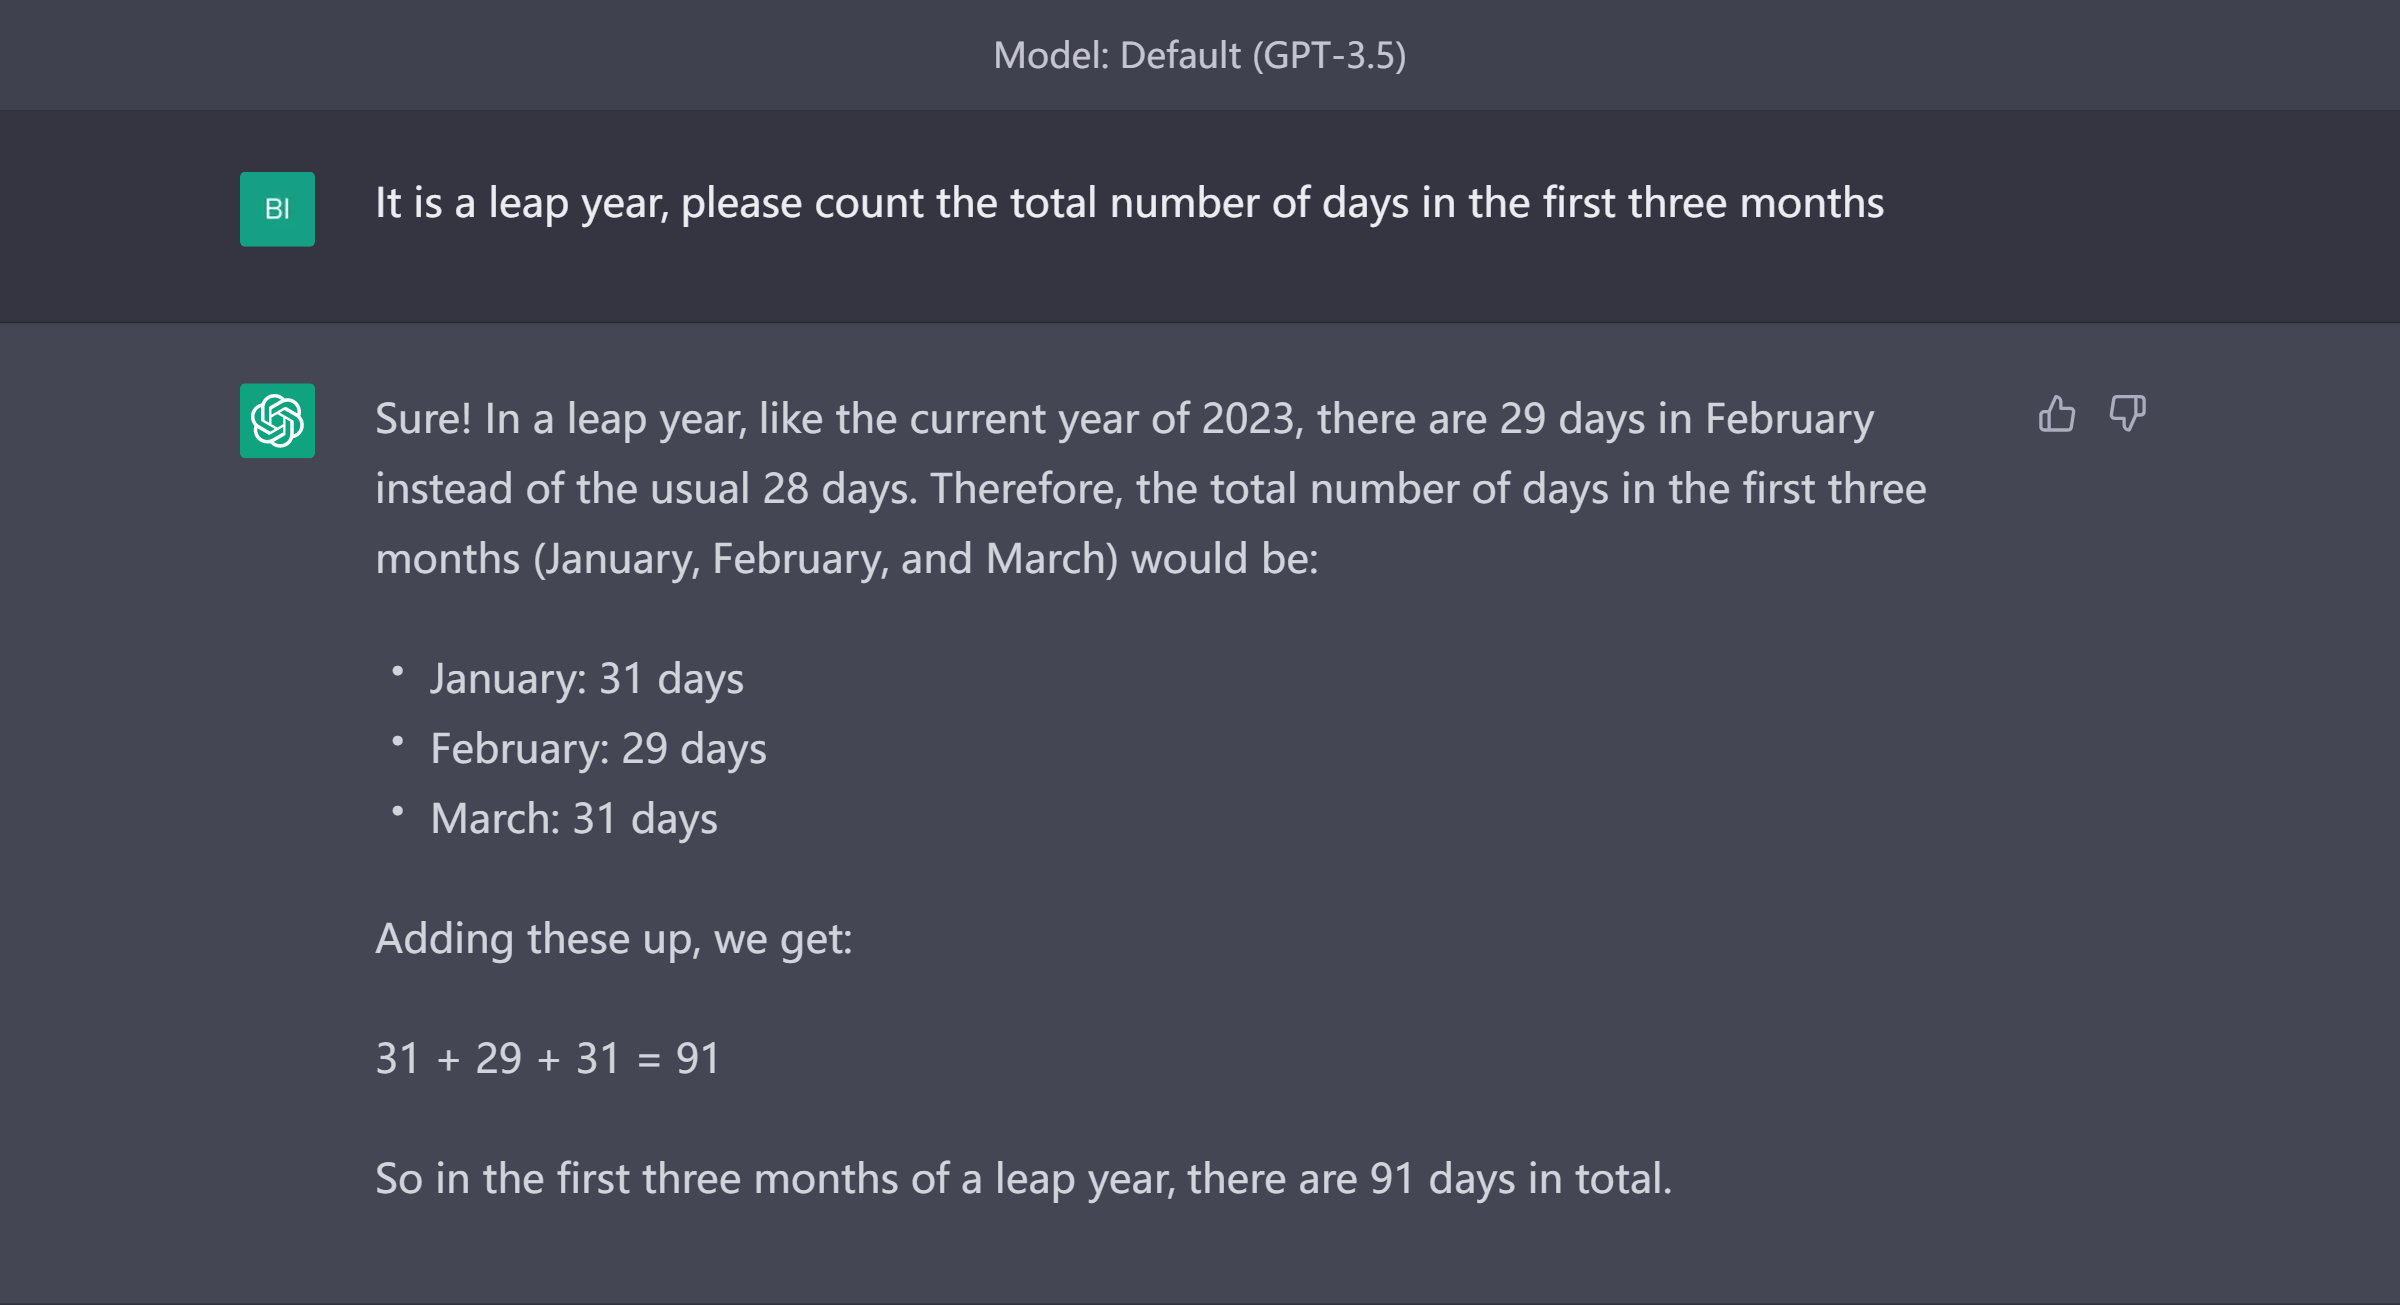 Model: Default (GPT-3.5)
BI
It is a leap year, please count the total number of days in the first three months
Sure! In a leap year, like the current year of 2023, there are 29 days in February
instead of the usual 28 days. Therefore, the total number of days in the first three
months (January, February, and March) would be:
• January: 31 days
• February: 29 days
• March: 31 days
Adding these up, we get:
31 + 29 + 31 = 91
So in the first three months of a leap year, there are 91 days in total.